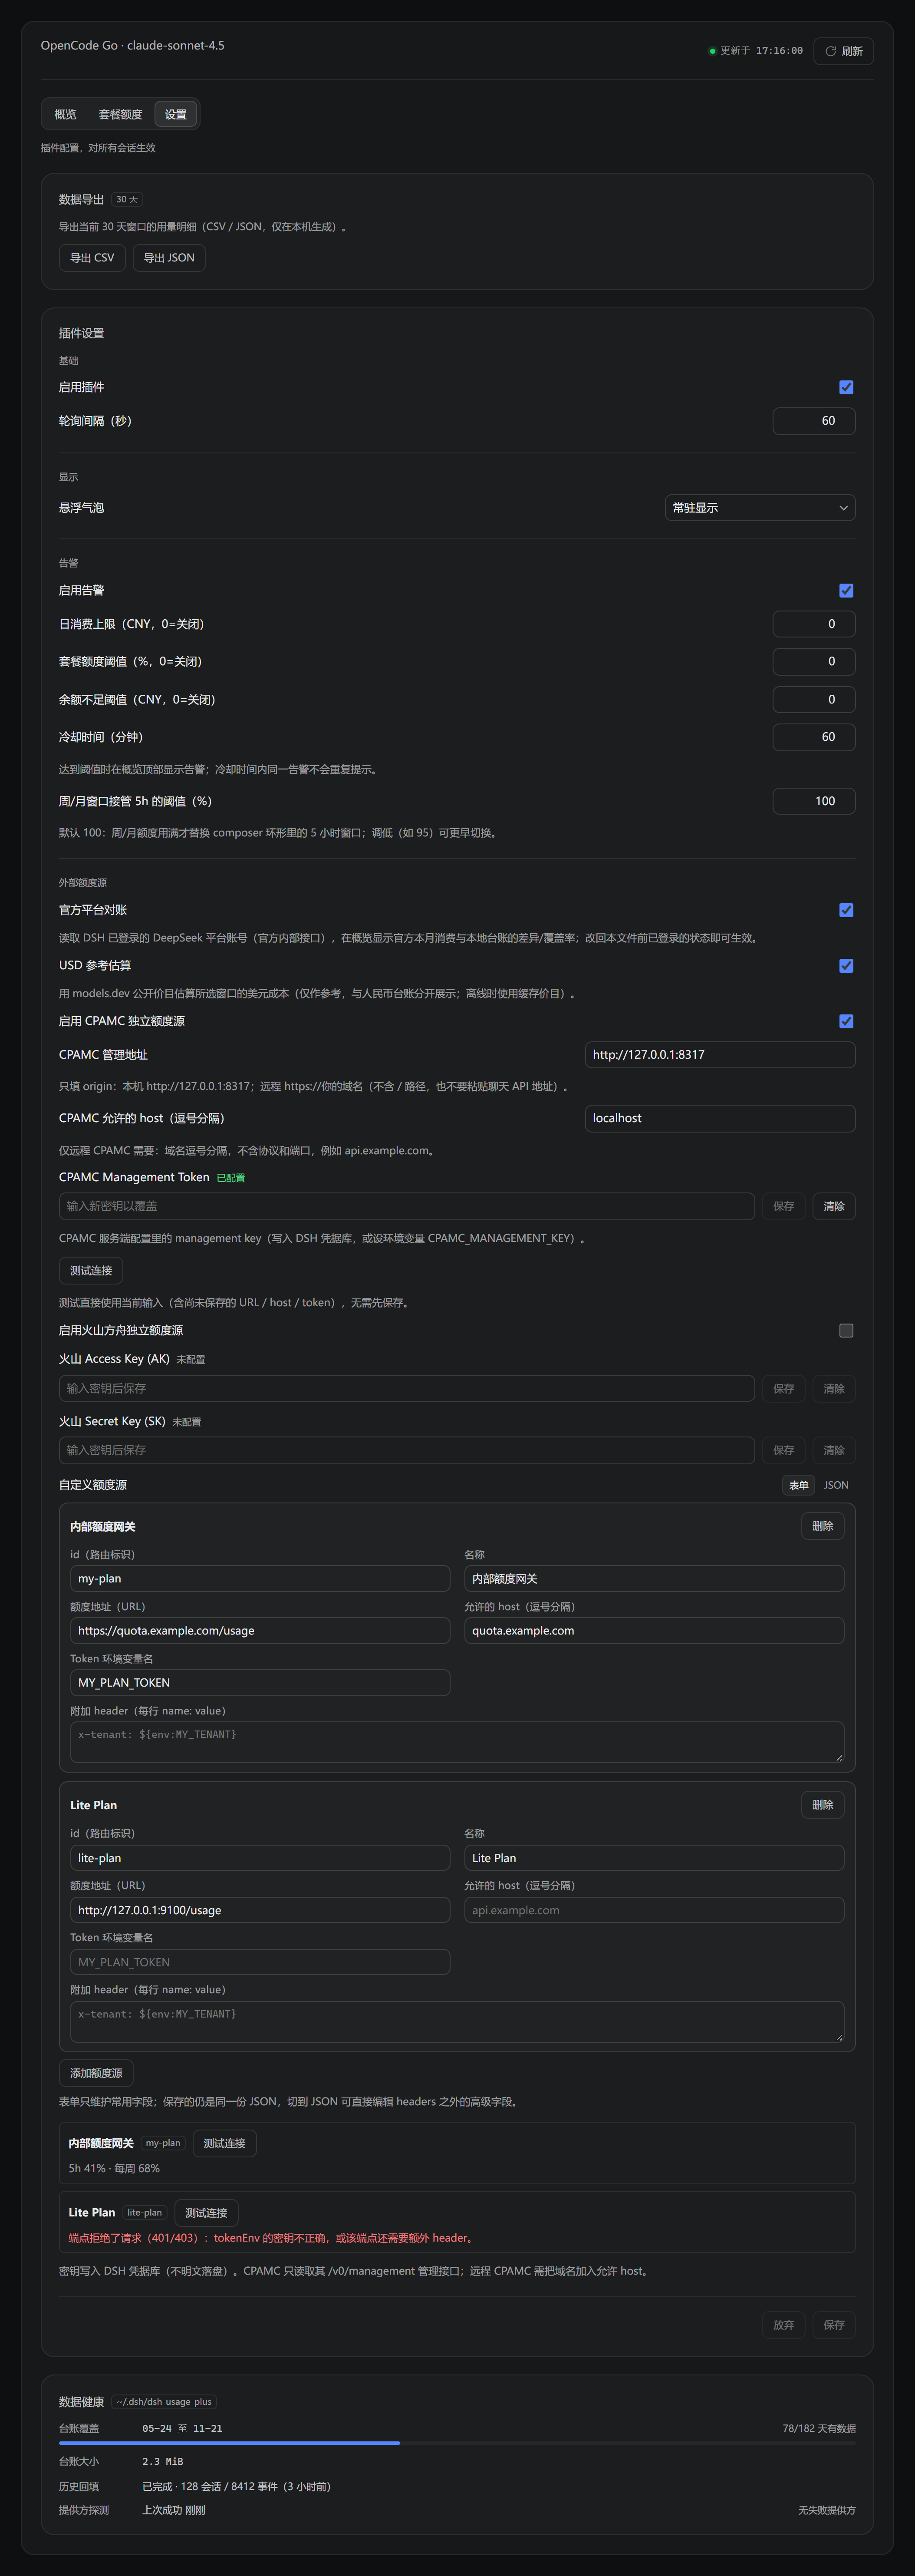 OpenCode Go · claude-sonnet-4.5
更新于 17:16:00
刷新
概览 套餐额度 设置
插件配置，对所有会话生效
数据导出 30 天
导出当前 30 天窗口的用量明细（CSV / JSON，仅在本机生成）。
导出 CSV 导出 JSON
插件设置
基础
启用插件
轮询间隔（秒） 60
显示
悬浮气泡 常驻显示
告警
启用告警
日消费上限（CNY，0=关闭） 0
套餐额度阈值（%，0=关闭） 0
余额不足阈值（CNY，0=关闭） 0
冷却时间（分钟） 60
达到阈值时在概览顶部显示告警；冷却时间内同一告警不会重复提示。
周/月窗口接管 5h 的阈值（%） 100
默认 100：周/月额度用满才替换 composer 环形里的 5 小时窗口；调低（如 95）可更早切换。
外部额度源
官方平台对账
读取 DSH 已登录的 DeepSeek 平台账号（官方内部接口），在概览显示官方本月消费与本地台账的差异/覆盖率；改回本文件前已登录的状态即可生效。
USD 参考估算
用 models.dev 公开价目估算所选窗口的美元成本（仅作参考，与人民币台账分开展示；离线时使用缓存价目）。
启用 CPAMC 独立额度源
CPAMC 管理地址 http://127.0.0.1:8317
只填 origin：本机 http://127.0.0.1:8317；远程 https://你的域名（不含 / 路径，也不要粘贴聊天 API 地址）。
CPAMC 允许的 host（逗号分隔） localhost
仅远程 CPAMC 需要：域名逗号分隔，不含协议和端口，例如 api.example.com。
CPAMC Management Token 已配置
输入新密钥以覆盖 保存 清除
CPAMC 服务端配置里的 management key（写入 DSH 凭据库，或设环境变量 CPAMC_MANAGEMENT_KEY）。
测试连接
测试直接使用当前输入（含尚未保存的 URL / host / token），无需先保存。
启用火山方舟独立额度源
火山 Access Key (AK) 未配置
输入密钥后保存 保存 清除
火山 Secret Key (SK) 未配置
输入密钥后保存 保存 清除
自定义额度源 表单 JSON
内部额度网关 删除
id（路由标识） 名称
my-plan 内部额度网关
额度地址（URL） 允许的 host（逗号分隔）
https://quota.example.com/usage quota.example.com
Token 环境变量名
MY_PLAN_TOKEN
附加 header（每行 name: value）
x-tenant: ${env:MY_TENANT}
Lite Plan 删除
id（路由标识） 名称
lite-plan Lite Plan
额度地址（URL） 允许的 host（逗号分隔）
http://127.0.0.1:9100/usage api.example.com
Token 环境变量名
MY_PLAN_TOKEN
附加 header（每行 name: value）
x-tenant: ${env:MY_TENANT}
添加额度源
表单只维护常用字段；保存的仍是同一份 JSON，切到 JSON 可直接编辑 headers 之外的高级字段。
内部额度网关 my-plan 测试连接
5h 41% · 每周 68%
Lite Plan lite-plan 测试连接
端点拒绝了请求（401/403）：tokenEnv 的密钥不正确，或该端点还需要额外 header。
密钥写入 DSH 凭据库（不明文落盘）。CPAMC 只读取其 /v0/management 管理接口；远程 CPAMC 需把域名加入允许 host。
放弃 保存
数据健康 ~/.dsh/dsh-usage-plus
台账覆盖 05-24 至 11-21 78/182 天有数据
台账大小 2.3 MiB
历史回填 已完成 · 128 会话 / 8412 事件（3 小时前）
提供方探测 上次成功 刚刚 无失败提供方